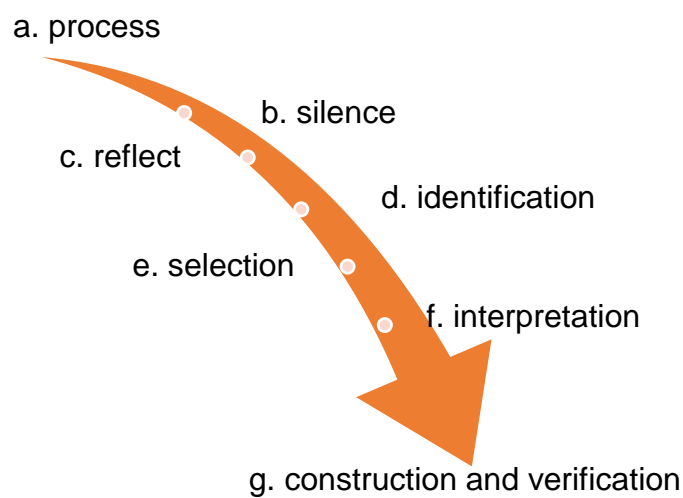 a. process
b. silence
c. reflect
d. identification
e. selection
f. interpretation
g. construction and verification